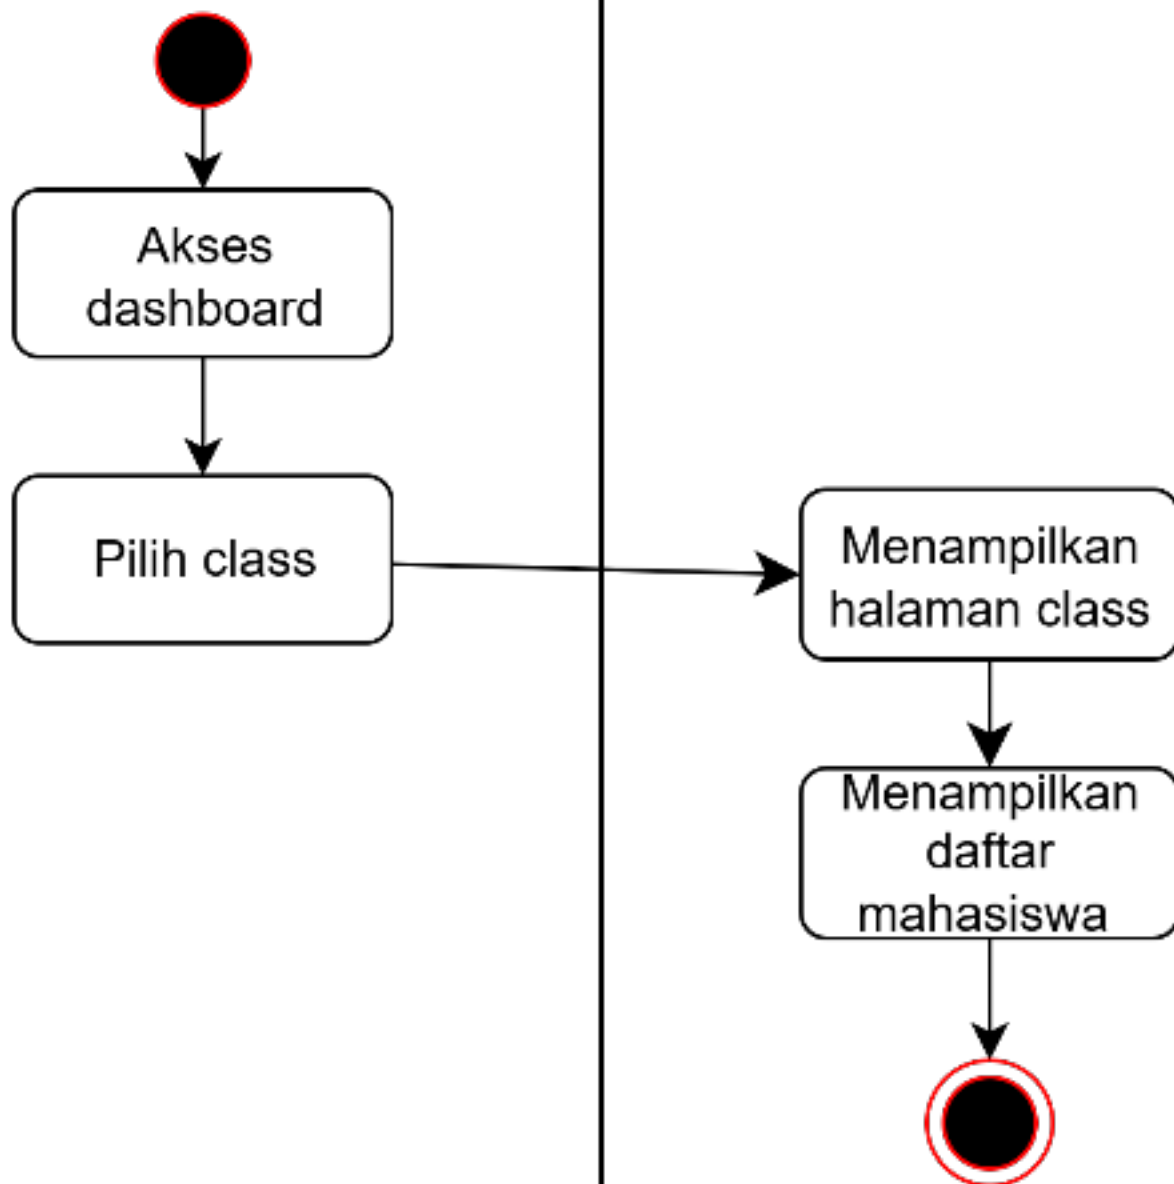 Akses
dashboard
Pilih class
Menampilkan
halaman class
Menampilkan
daftar
mahasiswa